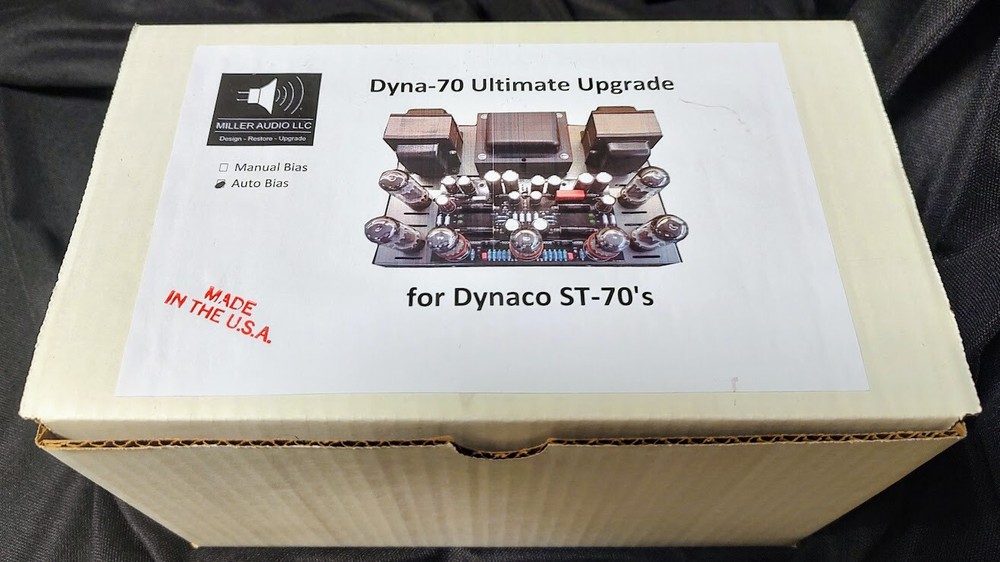 Dyna-70 Ultimate Upgrade
MILLER AUDIO LLC
Design - Restore - Upgrade
Manual Bias
Auto Bias
for Dynaco ST-70's
MADE
IN THE U.S.A.